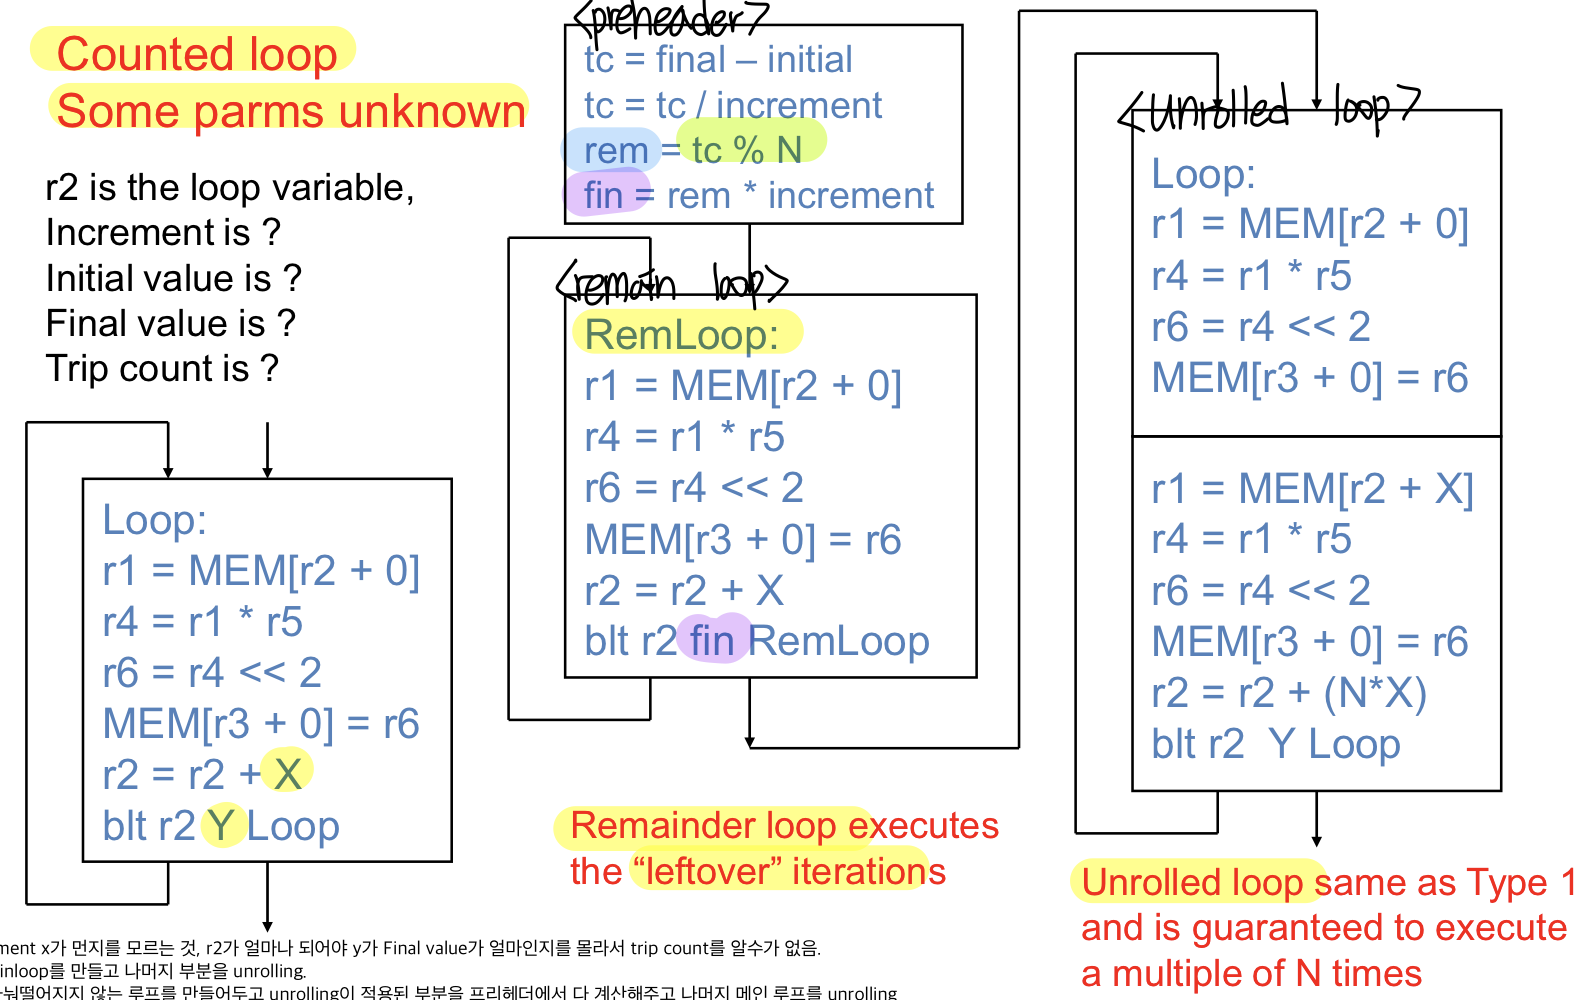 Counted loop
Some parms unknown
r2 is the loop variable,
Increment is ?
Initial value is ?
Final value is ?
Trip count is ?
Loop:
r1 = MEM[r2 + 0]
r4 = r1 * r5
r6 = r4 << 2
MEM[r3 + 0] = r6
r2 = r2 + X
blt r2 Y Loop
<preheader>
tc = final – initial
tc = tc / increment
rem = tc % N
fin = rem * increment
<remain loop>
RemLoop:
r1 = MEM[r2 + 0]
r4 = r1 * r5
r6 = r4 << 2
MEM[r3 + 0] = r6
r2 = r2 + X
blt r2 fin RemLoop
Remainder loop executes
the “leftover” iterations
<unrolled loop>
Loop:
r1 = MEM[r2 + 0]
r4 = r1 * r5
r6 = r4 << 2
MEM[r3 + 0] = r6
r1 = MEM[r2 + X]
r4 = r1 * r5
r6 = r4 << 2
MEM[r3 + 0] = r6
r2 = r2 + (N*X)
blt r2 Y Loop
Unrolled loop same as Type 1
and is guaranteed to execute
a multiple of N times
ment x가 먼지를 모르는 것, r2가 얼마나 되어야 y가 Final value가 얼마인지를 몰라서 trip count를 알수가 없음.
inloop를 만들고 나머지 부분을 unrolling.
눠떨어지지 않는 루프를 만들어두고 unrolling이 적용된 부분을 프리헤더에서 다 계산해주고 나머지 메인 루프를 unrolling